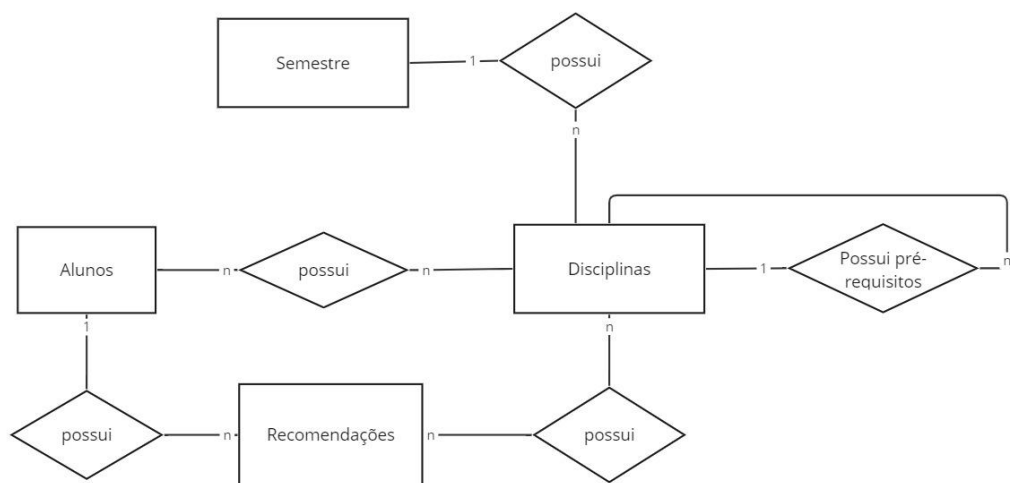 Semestre
1
possui
n
Alunos
n
possui
n
Disciplinas
1
Possui pré-
requisitos
n
1
n
possui
n
Recomendações
n
possui